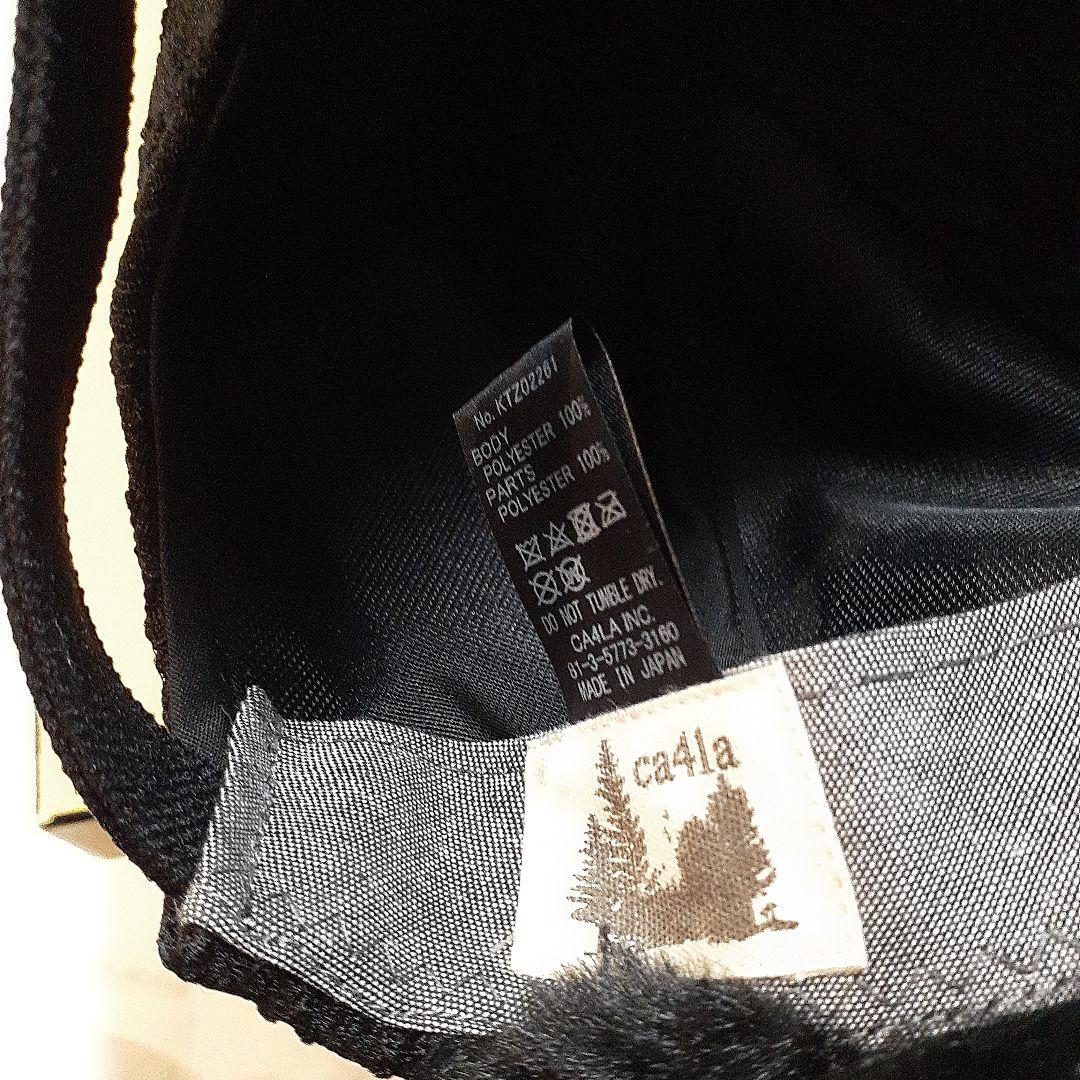 No. KTZ02261
BODY
POLYESTER 100%
PARTS
POLYESTER 100%
DO NOT TUMBLE DRY.
CA4LA INC.
81-3-5773-3160
MADE IN JAPAN
ca4la